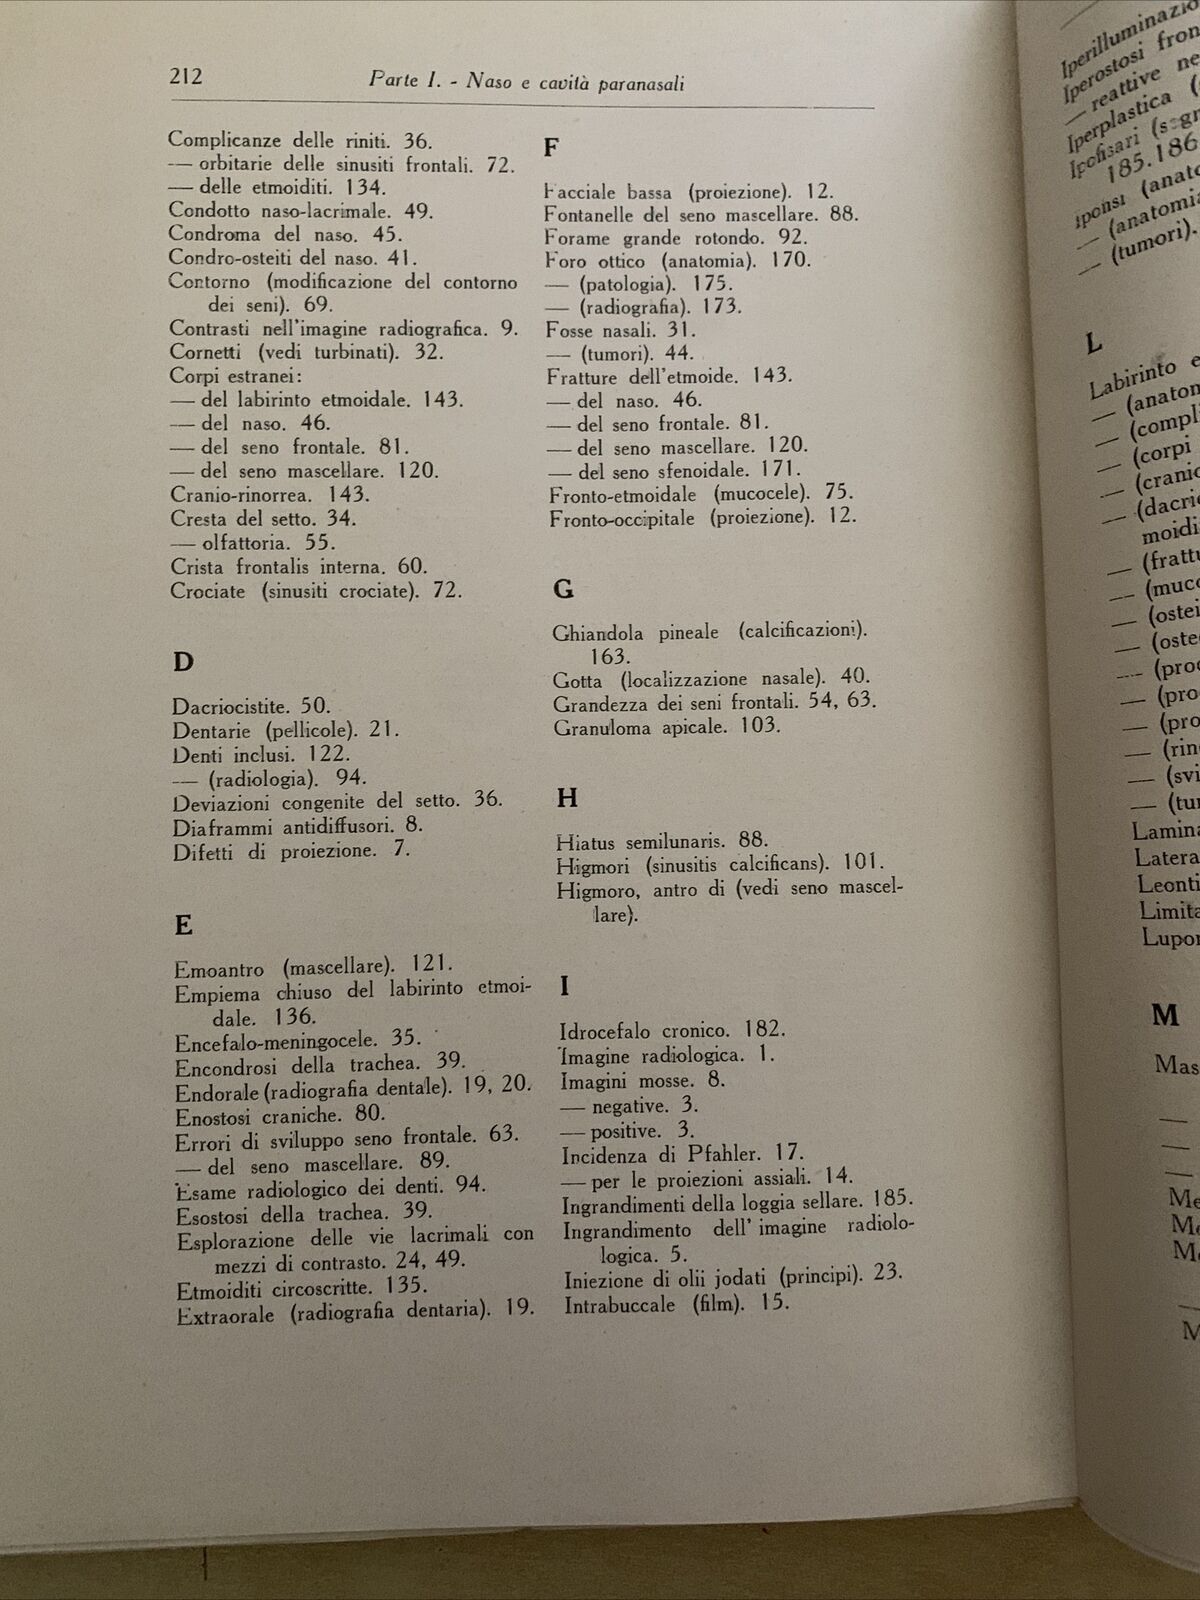 212
Parte I. - Naso e cavità paranasali
Complicanze delle riniti. 36.
— orbitarie delle sinusiti frontali. 72.
— delle etmoiditi. 134.
Condotto naso-lacrimale. 49.
Condroma del naso. 45.
Condro-osteiti del naso. 41.
Contorno (modificazione del contorno
dei seni). 69.
Contrasti nell'imagine radiografica. 9.
Cornetti (vedi turbinati). 32.
Corpi estranei:
— del labirinto etmoidale. 143.
— del naso. 46.
— del seno frontale. 81.
— del seno mascellare. 120.
Cranio-rinorrea. 143.
Cresta del setto. 34.
— olfattoria. 55.
Crista frontalis interna. 60.
Crociate (sinusiti crociate). 72.
D
Dacriocistite. 50.
Dentarie (pellicole). 21.
Denti inclusi. 122.
— (radiologia). 94.
Deviazioni congenite del setto. 36.
Diaframmi antidiffusori. 8.
Difetti di proiezione. 7.
E
Emoantro (mascellare). 121.
Empiema chiuso del labirinto etmoi-
dale. 136.
Encefalo-meningocele. 35.
Encondrosi della trachea. 39.
Endorale (radiografia dentale). 19, 20.
Enostosi craniche. 80.
Errori di sviluppo seno frontale. 63.
— del seno mascellare. 89.
Esame radiologico dei denti. 94.
Esostosi della trachea. 39.
Esplorazione delle vie lacrimali con
mezzi di contrasto. 24, 49.
Etmoiditi circoscritte. 135.
Extraorale (radiografia dentaria). 19.
F
Facciale bassa (proiezione). 12.
Fontanelle del seno mascellare. 88.
Forame grande rotondo. 92.
Foro ottico (anatomia). 170.
— (patologia). 175.
— (radiografia). 173.
Fosse nasali. 31.
— (tumori). 44.
Fratture dell'etmoide. 143.
— del naso. 46.
— del seno frontale. 81.
— del seno mascellare. 120.
— del seno sfenoidale. 171.
Fronto-etmoidale (mucocele). 75.
Fronto-occipitale (proiezione). 12.
G
Ghiandola pineale (calcificazioni).
163.
Gotta (localizzazione nasale). 40.
Grandezza dei seni frontali. 54, 63.
Granuloma apicale. 103.
H
Hiatus semilunaris. 88.
Higmori (sinusitis calcificans). 101.
Higmoro, antro di (vedi seno mascel-
lare).
I
Idrocefalo cronico. 182.
Imagine radiologica. 1.
Imagini mosse. 8.
— negative. 3.
— positive. 3.
Incidenza di Pfahler. 17.
— per le proiezioni assiali. 14.
Ingrandimenti della loggia sellare. 185.
Ingrandimento dell' imagine radiolo-
logica. 5.
Iniezione di olii jodati (principi). 23.
Intrabuccale (film). 15.
Iperostosi
— reattive
Iperplastica
185.186
— (tumori).
L
Labirinto
M